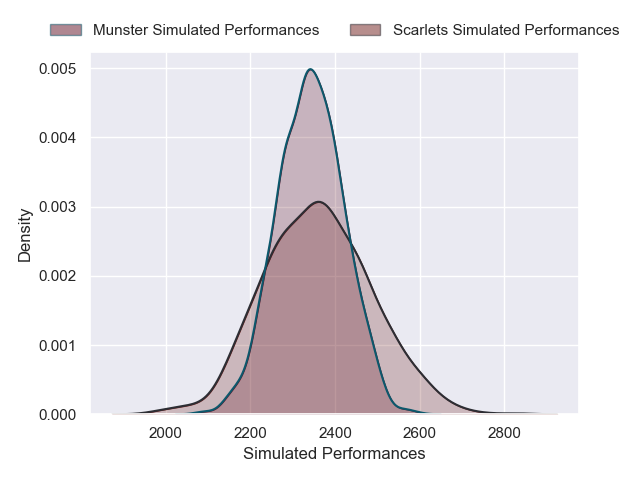 Munster Simulated Performances Scarlets Simulated Performances
0.005
0.004
0.003
0.002
0.001
0.000
Density
2000 2200 2400 2600 2800
Simulated Performances